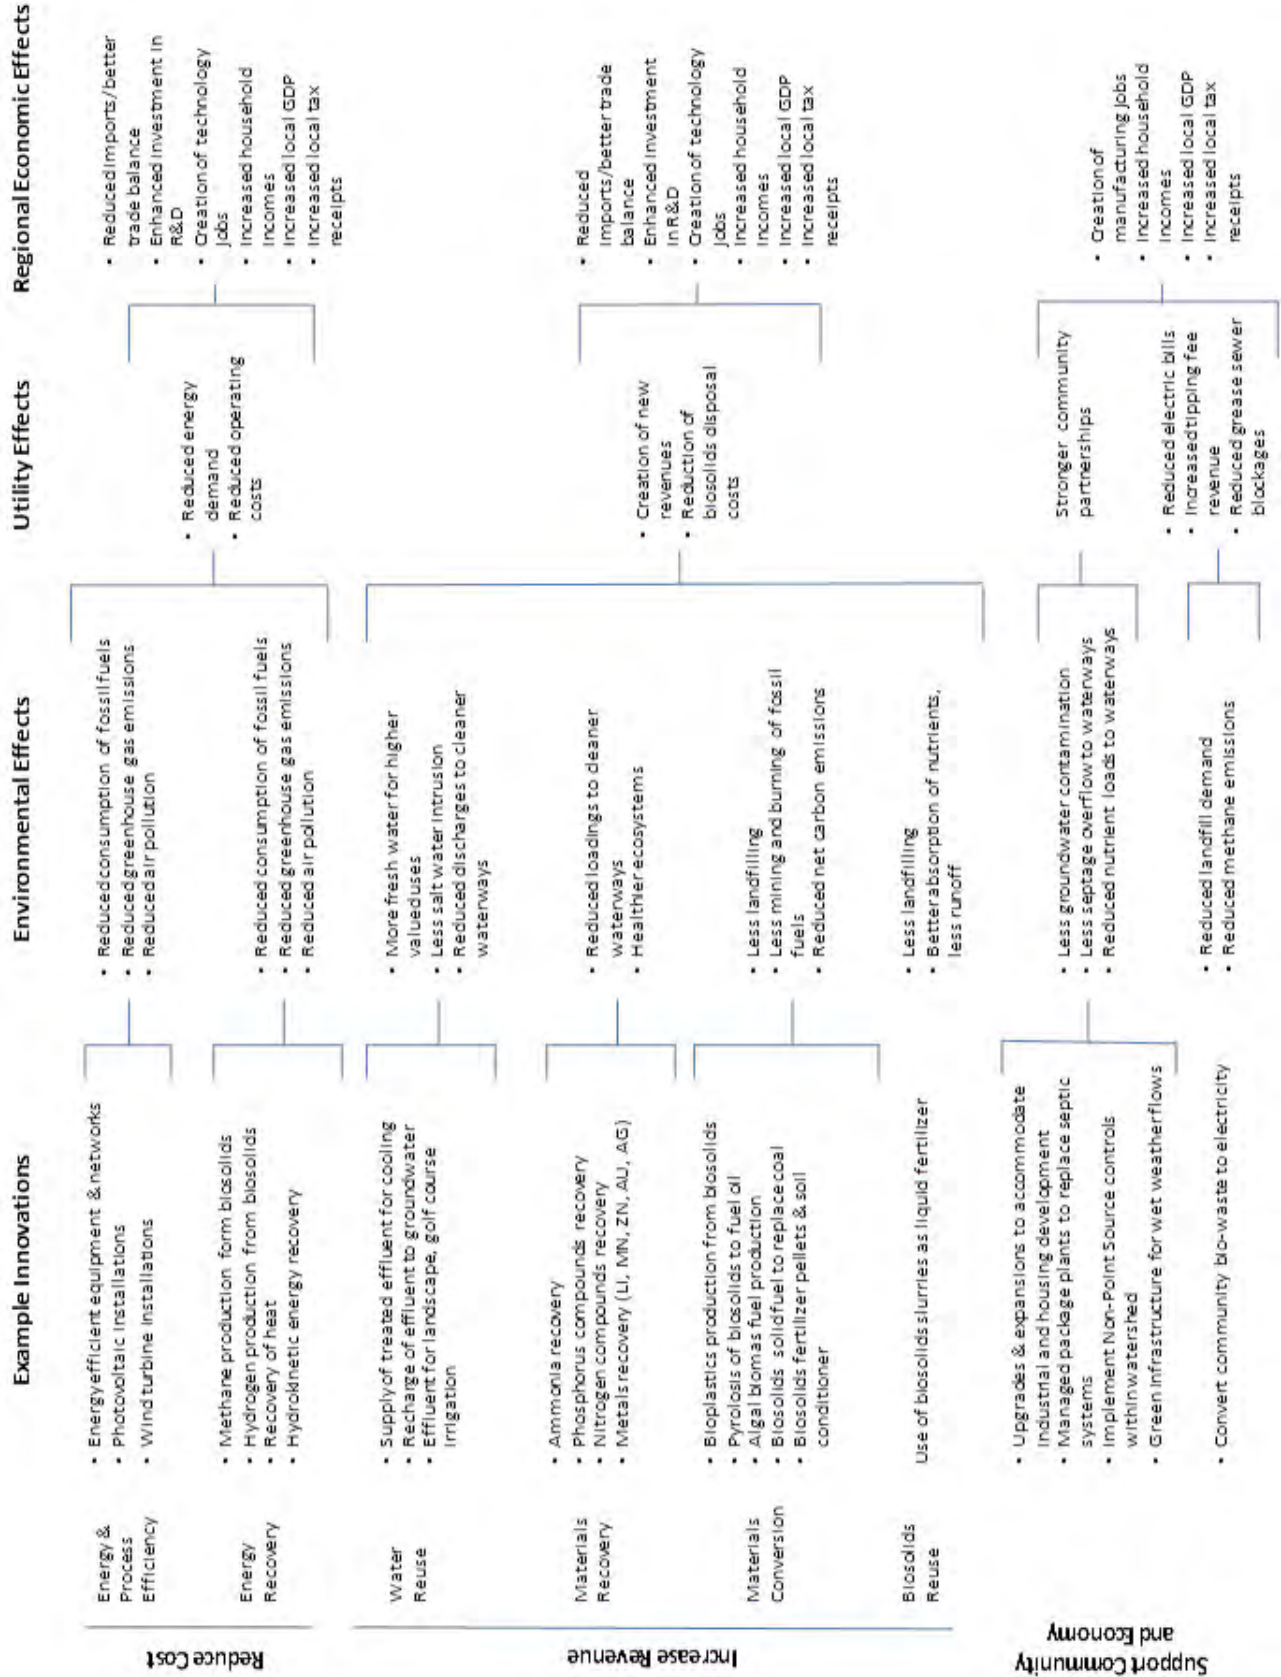 Example Innovations
Environmental Effects
Utility Effects
Regional Economic Effects
Reduce Cost
Energy &
Process
Efficiency
• Energy efficient equipment & networks
• Photovoltaic installations
• Wind turbine installations
• Reduced consumption of fossil fuels
• Reduced greenhouse gas emissions
• Reduced air pollution
Energy
Recovery
• Methane production form biosolids
• Hydrogen production from biosolids
• Recovery of heat
• Hydrokinetic energy recovery
• Reduced consumption of fossil fuels
• Reduced greenhouse gas emissions
• Reduced air pollution
• Reduced energy
demand
• Reduced operating
costs
• Reduced imports/better
trade balance
• Enhanced investment in
R&D
• Creation of technology
jobs
• Increased household
incomes
• Increased local GDP
• Increased local tax
receipts
Increase Revenue
Water
Reuse
• Supply of treated effluent for cooling
• Recharge of effluent to groundwater
• Effluent for landscape, golf course
irrigation
• More fresh water for higher
valued uses
• Less salt water intrusion
• Reduced discharges to cleaner
waterways
Materials
Recovery
• Ammonia recovery
• Phosphorus compounds recovery
• Nitrogen compounds recovery
• Metals recovery (LI, MN, ZN, AU, AG)
• Reduced loadings to cleaner
waterways
• Healthier ecosystems
Materials
Conversion
• Bioplastics production from biosolids
• Pyrolosis of biosolids to fuel oil
• Algal biomass fuel production
• Biosolids solid fuel to replace coal
• Biosolids fertilizer pellets & soil
conditioner
• Less landfilling
• Less mining and burning of fossil
fuels
• Reduced net carbon emissions
Biosolids
Reuse
Use of biosolids slurries as liquid fertilizer
• Less landfilling
• Better absorption of nutrients,
less runoff
• Creation of new
revenues
• Reduction of
biosolids disposal
costs
• Reduced
imports/better trade
balance
• Enhanced investment
in R&D
• Creation of technology
jobs
• Increased household
incomes
• Increased local GDP
• Increased local tax
receipts
Support Community
and Economy
• Upgrades & expansions to accommodate
industrial and housing development
• Managed package plants to replace septic
systems
• Implement Non-Point Source controls
within watershed
• Green infrastructure for wet weather flows
• Less groundwater contamination
• Less septage overflow to waterways
• Reduced nutrient loads to waterways
Stronger community
partnerships
• Convert community bio-waste to electricity
• Reduced landfill demand
• Reduced methane emissions
• Reduced electric bills
• Increased tipping fee
revenue
• Reduced grease sewer
blockages
• Creation of
manufacturing jobs
• Increased household
incomes
• Increased local GDP
• Increased local tax
receipts